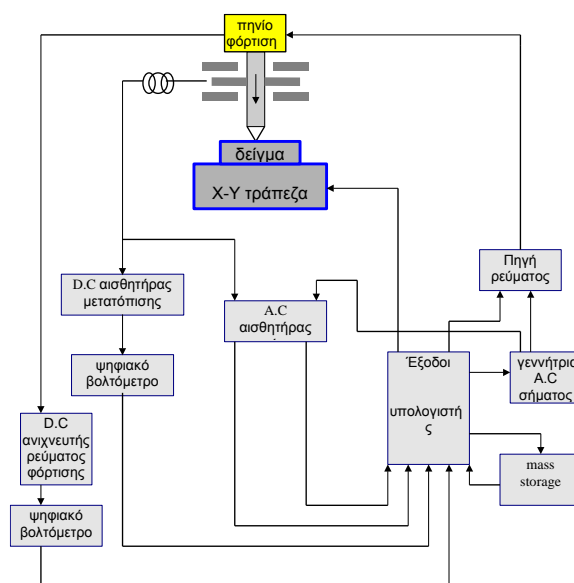 πηνίο
φόρτιση
δείγμα
Χ-Υ τράπεζα
Πηγή
ρεύματος
D.C αισθητήρας
μετατόπισης
A.C
αισθητήρας
ψηφιακό
βολτόμετρο
Έξοδοι
υπολογιστή
ς
γεννήτρια
A.C
σήματος
D.C
ανιχνευτής
ρεύματος
φόρτισης
mass
storage
ψηφιακό
βολτόμετρο